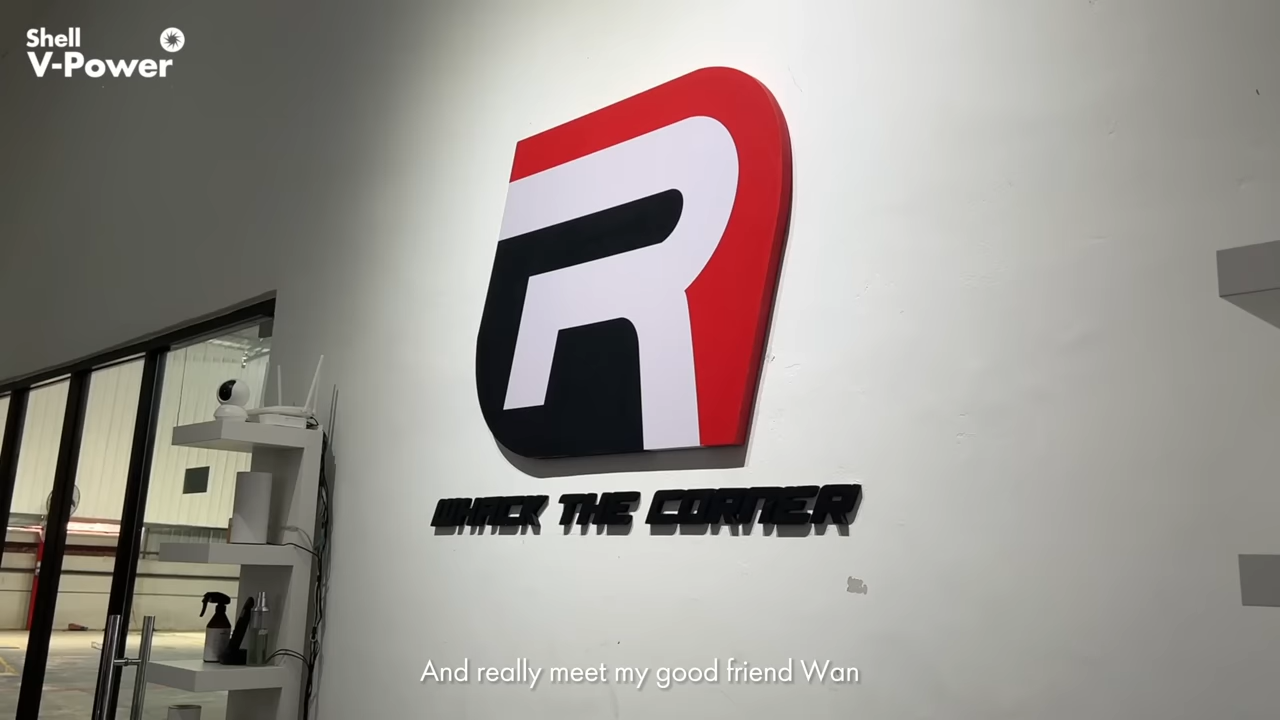 Shell
V-Power
R
WHACK THE CORNER
And really meet my good friend Wan